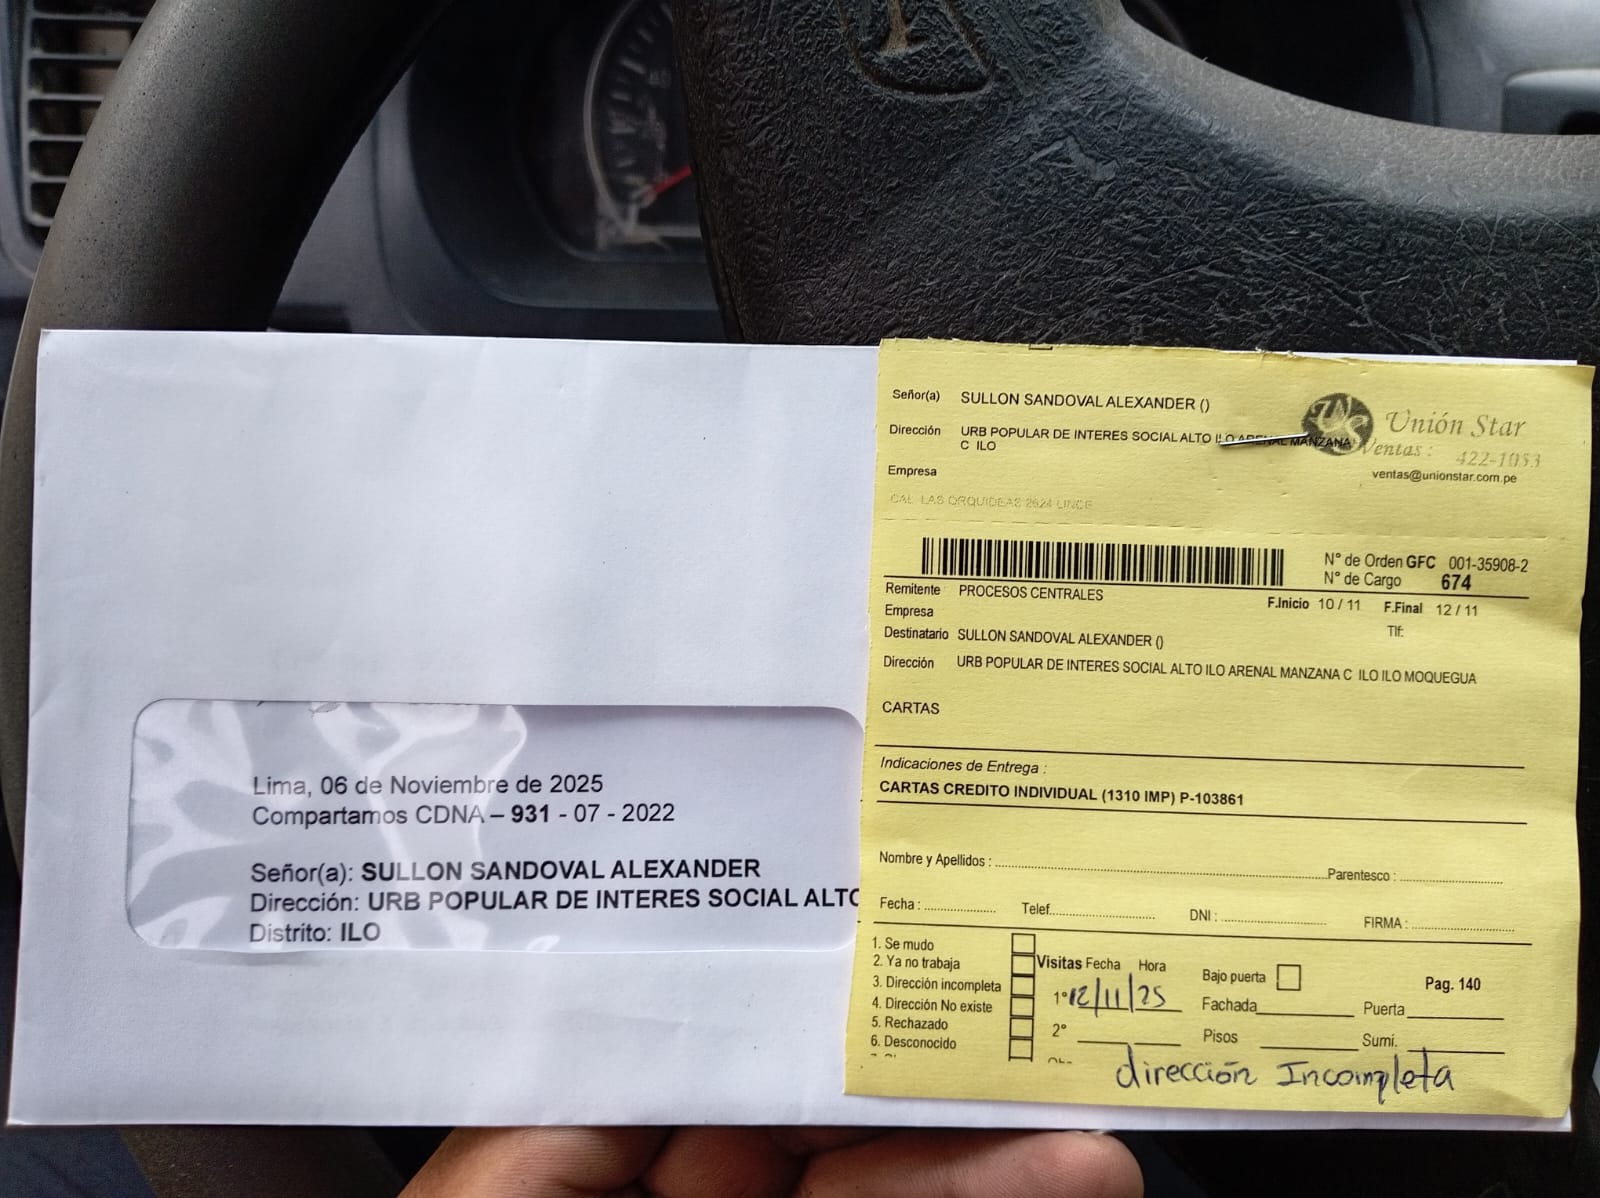 Lima, 06 de Noviembre de 2025
Compartamos CDNA – 931 - 07 - 2022
Señor(a): SULLON SANDOVAL ALEXANDER
Dirección: URB POPULAR DE INTERES SOCIAL ALTO
Distrito: ILO
Señor(a) SULLON SANDOVAL ALEXANDER ()
Dirección URB POPULAR DE INTERES SOCIAL ALTO ILO ARENAL MANZANA
C ILO
Empresa
CAL LAS ORQUIDEAS 2624 LINCE
US
Unión Star
Ventas: 422-1053
ventas@unionstar.com.pe
N° de Orden GFC 001-35908-2
N° de Cargo 674
Remitente PROCESOS CENTRALES
F.Inicio 10 / 11 F.Final 12 / 11
Empresa
Tlf:
Destinatario SULLON SANDOVAL ALEXANDER ()
Dirección URB POPULAR DE INTERES SOCIAL ALTO ILO ARENAL MANZANA C ILO ILO MOQUEGUA
CARTAS
Indicaciones de Entrega :
CARTAS CREDITO INDIVIDUAL (1310 IMP) P-103861
Nombre y Apellidos : Parentesco :
Fecha : Telef. DNI : FIRMA :
1. Se mudo
2. Ya no trabaja
3. Dirección incompleta
4. Dirección No existe
5. Rechazado
6. Desconocido
Visitas Fecha Hora
1° 12/11/25
2°
Bajo puerta
Pag. 140
Fachada Puerta
Pisos Sumi.
dirección Incompleta